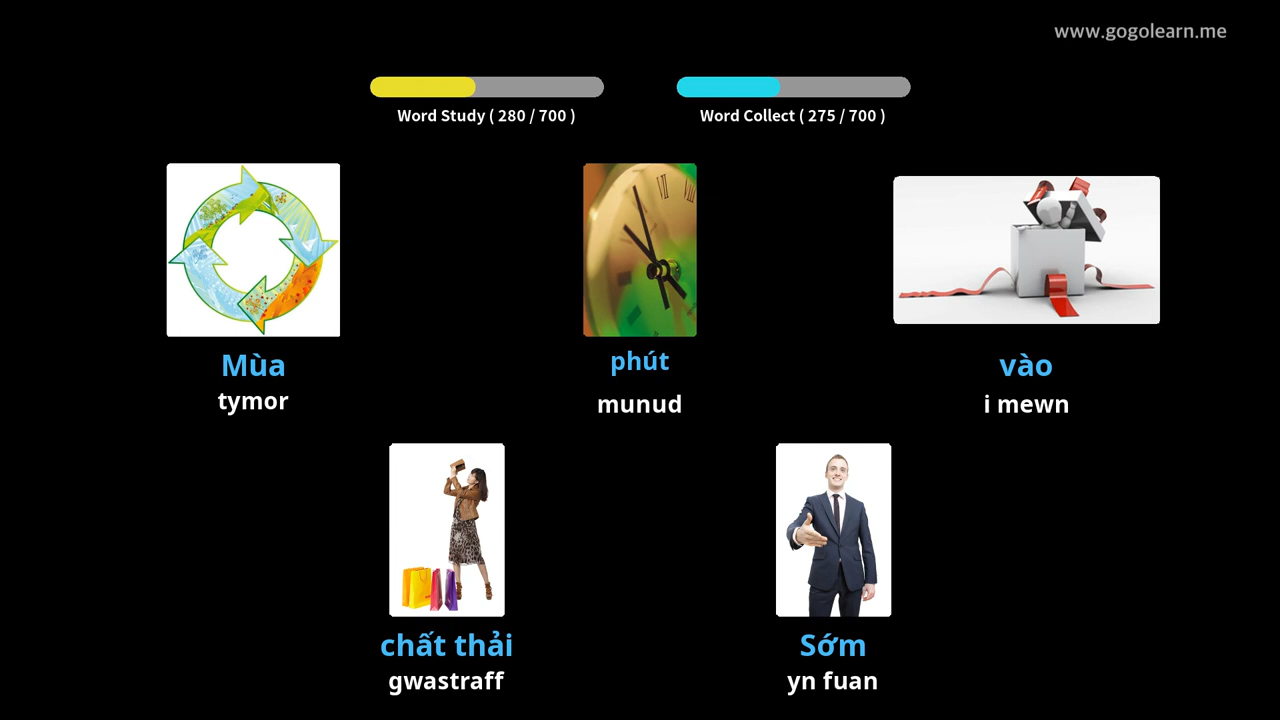 www.gogolearn.me
Word Study ( 280 / 700 )
Word Collect ( 275 / 700 )
Mùa
tymor
phút
munud
vào
i mewn
chất thải
gwastraff
Sớm
yn fuan